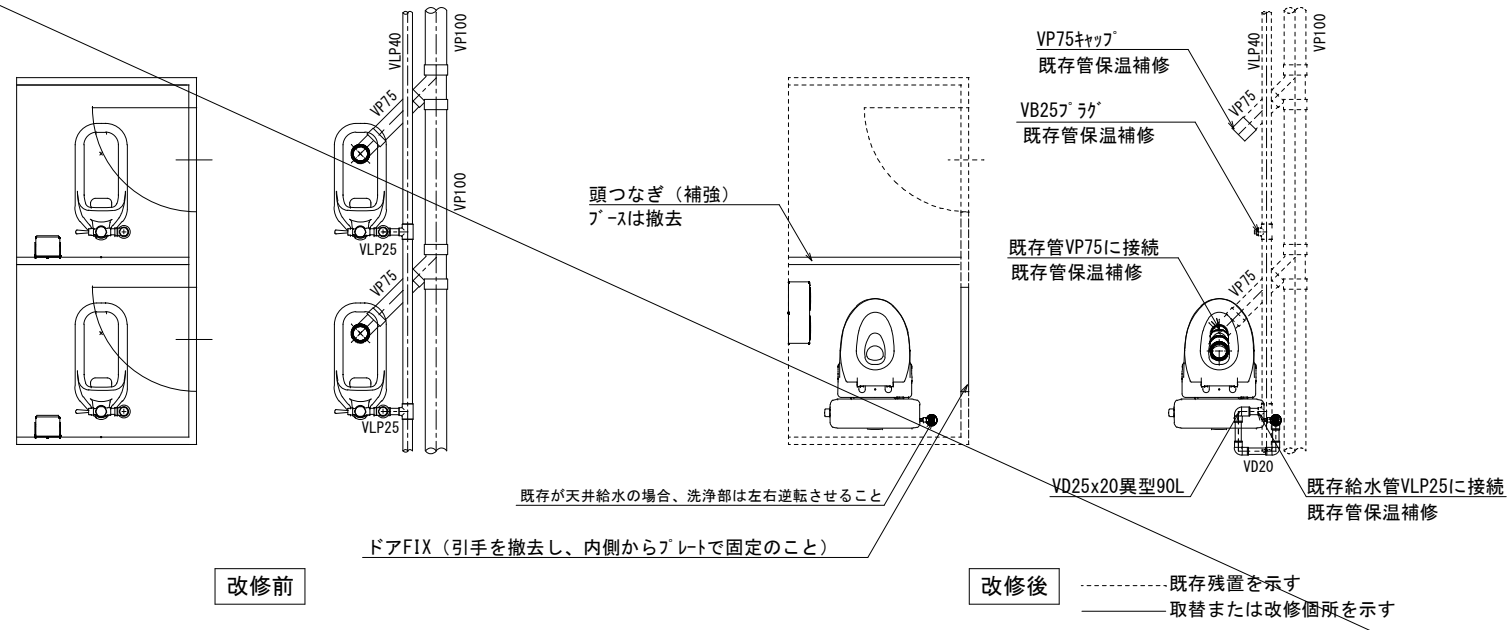 VP100
VLP40
VP75
VP100
VLP25
VP75
VLP25
改修前
頭つなぎ（補強）
ブースは撤去
既存が天井給水の場合、洗浄部は左右逆転させること
ドアFIX（引手を撤去し、内側からプレートで固定のこと）
VP75キャップ
既存管保温補修
VLP40
VP100
VP75
VB25プラグ
既存管保温補修
既存管VP75に接続
既存管保温補修
VP75
VD20
VD25x20異型90L
既存給水管VLP25に接続
既存管保温補修
改修後
既存残置を示す
取替または改修個所を示す